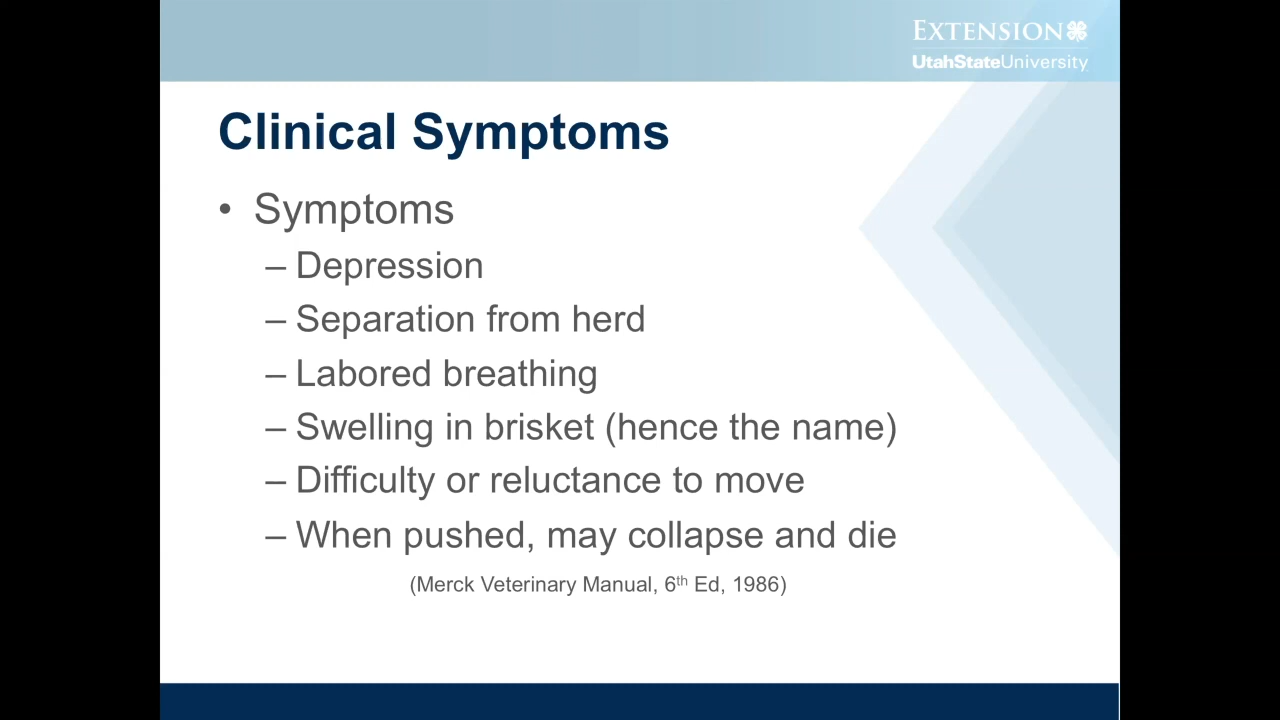 EXTENSION
UtahStateUniversity
Clinical Symptoms
• Symptoms
– Depression
– Separation from herd
– Labored breathing
– Swelling in brisket (hence the name)
– Difficulty or reluctance to move
– When pushed, may collapse and die
(Merck Veterinary Manual, 6th Ed, 1986)